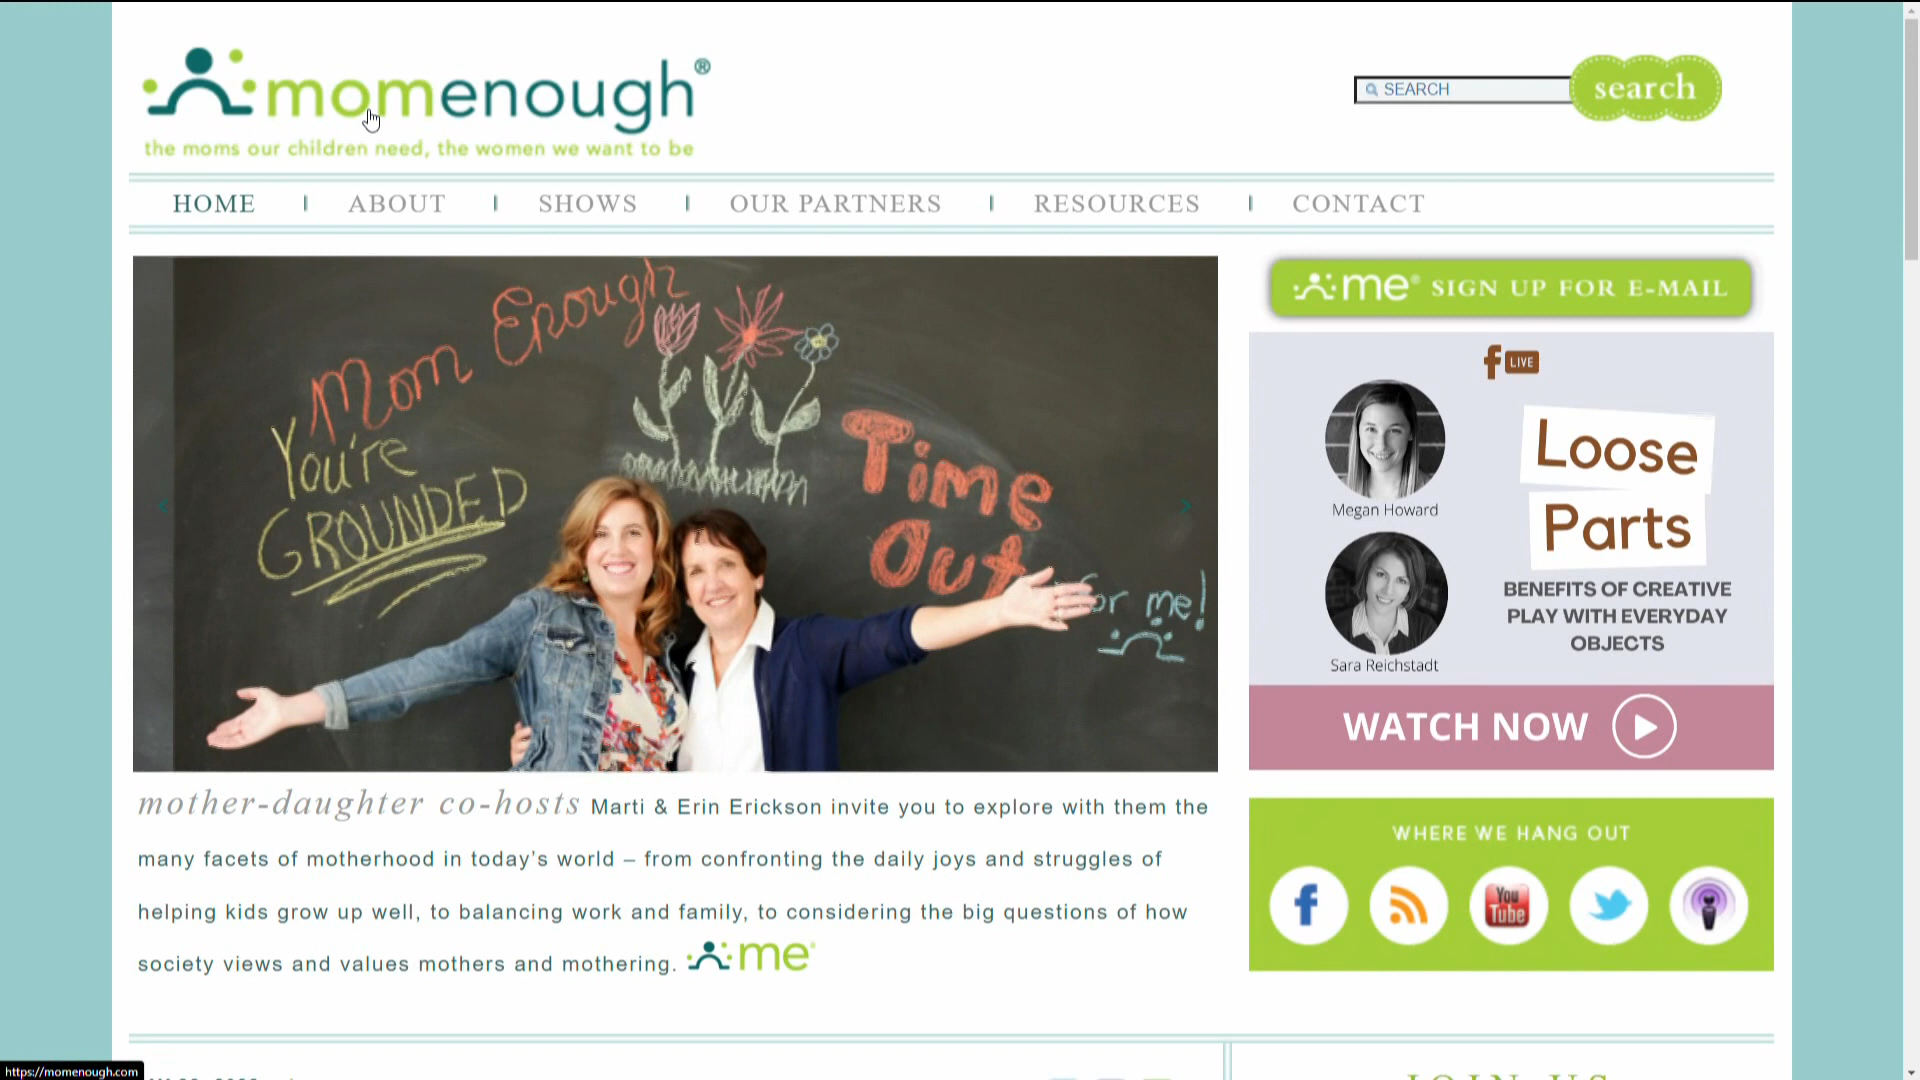 momenough®
the moms our children need, the women we want to be
SEARCH
search
HOME
ABOUT
SHOWS
OUR PARTNERS
RESOURCES
CONTACT
Mom Enough
You're
GROUNDED
Time
Out
for me!
me® SIGN UP FOR E-MAIL
f LIVE
Megan Howard
Sara Reichstadt
Loose
Parts
BENEFITS OF CREATIVE
PLAY WITH EVERYDAY
OBJECTS
WATCH NOW
mother-daughter co-hosts Marti & Erin Erickson invite you to explore with them the
many facets of motherhood in today's world – from confronting the daily joys and struggles of
helping kids grow up well, to balancing work and family, to considering the big questions of how
society views and values mothers and mothering. me®
WHERE WE HANG OUT
f
You
Tube
JOIN US
https://momenough.com